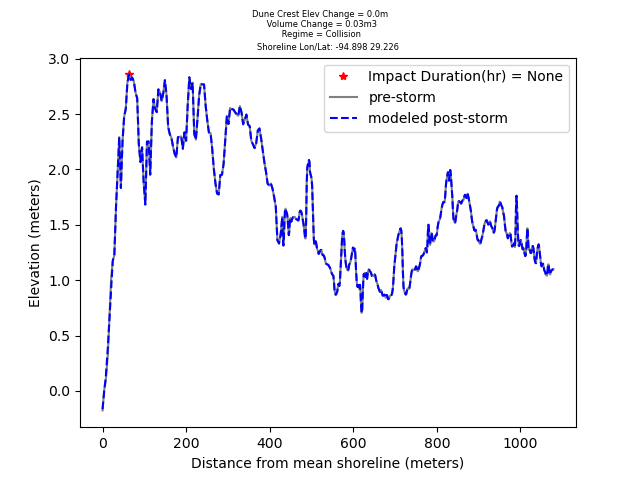 Dune Crest Elev Change = 0.0m
Volume Change = 0.03m3
Regime = Collision
Shoreline Lon/Lat: -94.898 29.226
Impact Duration(hr) = None
pre-storm
modeled post-storm
3.0
2.5
2.0
1.5
1.0
0.5
0.0
Elevation (meters)
0 200 400 600 800 1000
Distance from mean shoreline (meters)